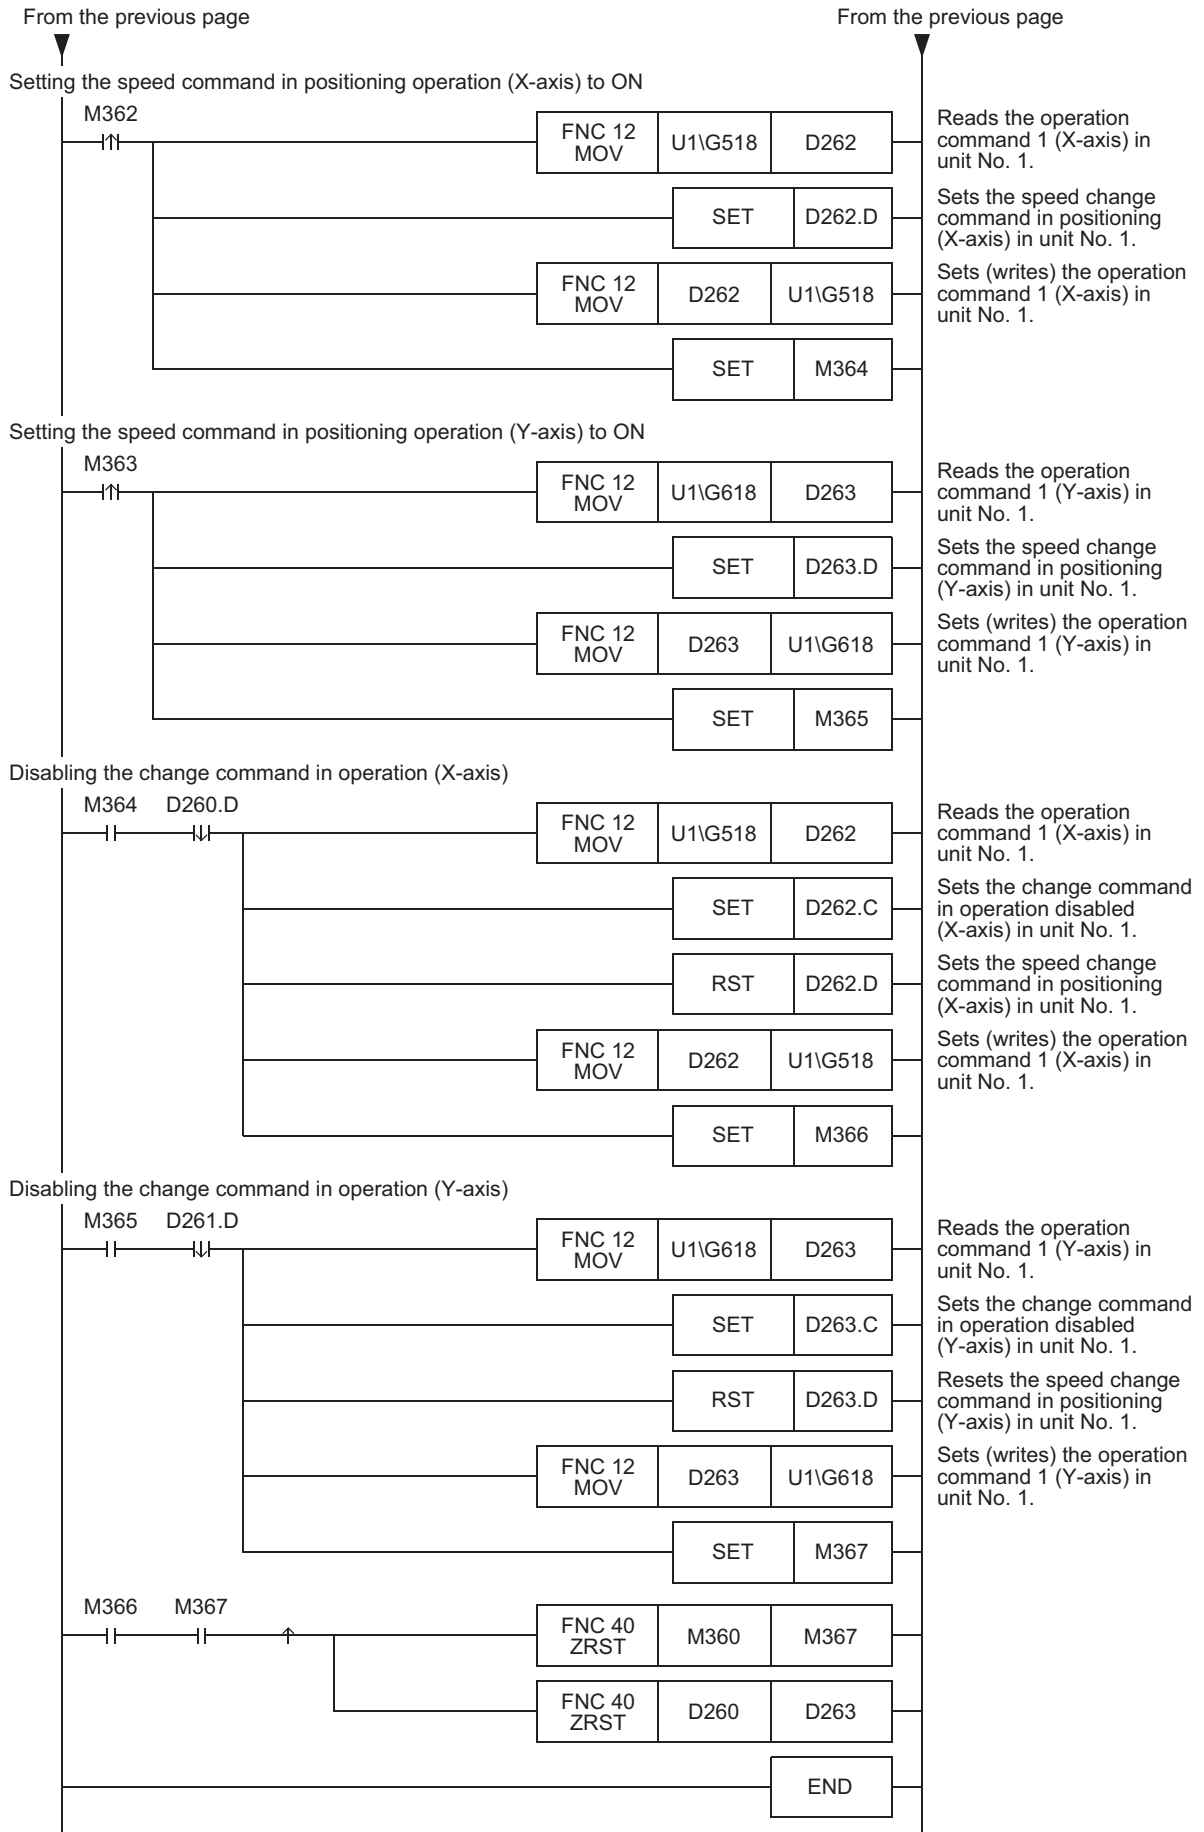 From the previous page
From the previous page
Setting the speed command in positioning operation (X-axis) to ON
M362
FNC 12
MOV
U1\G518
D262
Reads the operation
command 1 (X-axis) in
unit No. 1.
SET
D262.D
Sets the speed change
command in positioning
(X-axis) in unit No. 1.
FNC 12
MOV
D262
U1\G518
Sets (writes) the operation
command 1 (X-axis) in
unit No. 1.
SET
M364
Setting the speed command in positioning operation (Y-axis) to ON
M363
FNC 12
MOV
U1\G618
D263
Reads the operation
command 1 (Y-axis) in
unit No. 1.
SET
D263.D
Sets the speed change
command in positioning
(Y-axis) in unit No. 1.
FNC 12
MOV
D263
U1\G618
Sets (writes) the operation
command 1 (Y-axis) in
unit No. 1.
SET
M365
Disabling the change command in operation (X-axis)
M364
D260.D
FNC 12
MOV
U1\G518
D262
Reads the operation
command 1 (X-axis) in
unit No. 1.
SET
D262.C
Sets the change command
in operation disabled
(X-axis) in unit No. 1.
RST
D262.D
Sets the speed change
command in positioning
(X-axis) in unit No. 1.
FNC 12
MOV
D262
U1\G518
Sets (writes) the operation
command 1 (X-axis) in
unit No. 1.
SET
M366
Disabling the change command in operation (Y-axis)
M365
D261.D
FNC 12
MOV
U1\G618
D263
Reads the operation
command 1 (Y-axis) in
unit No. 1.
SET
D263.C
Sets the change command
in operation disabled
(Y-axis) in unit No. 1.
RST
D263.D
Resets the speed change
command in positioning
(Y-axis) in unit No. 1.
FNC 12
MOV
D263
U1\G618
Sets (writes) the operation
command 1 (Y-axis) in
unit No. 1.
SET
M367
M366
M367
FNC 40
ZRST
M360
M367
FNC 40
ZRST
D260
D263
END